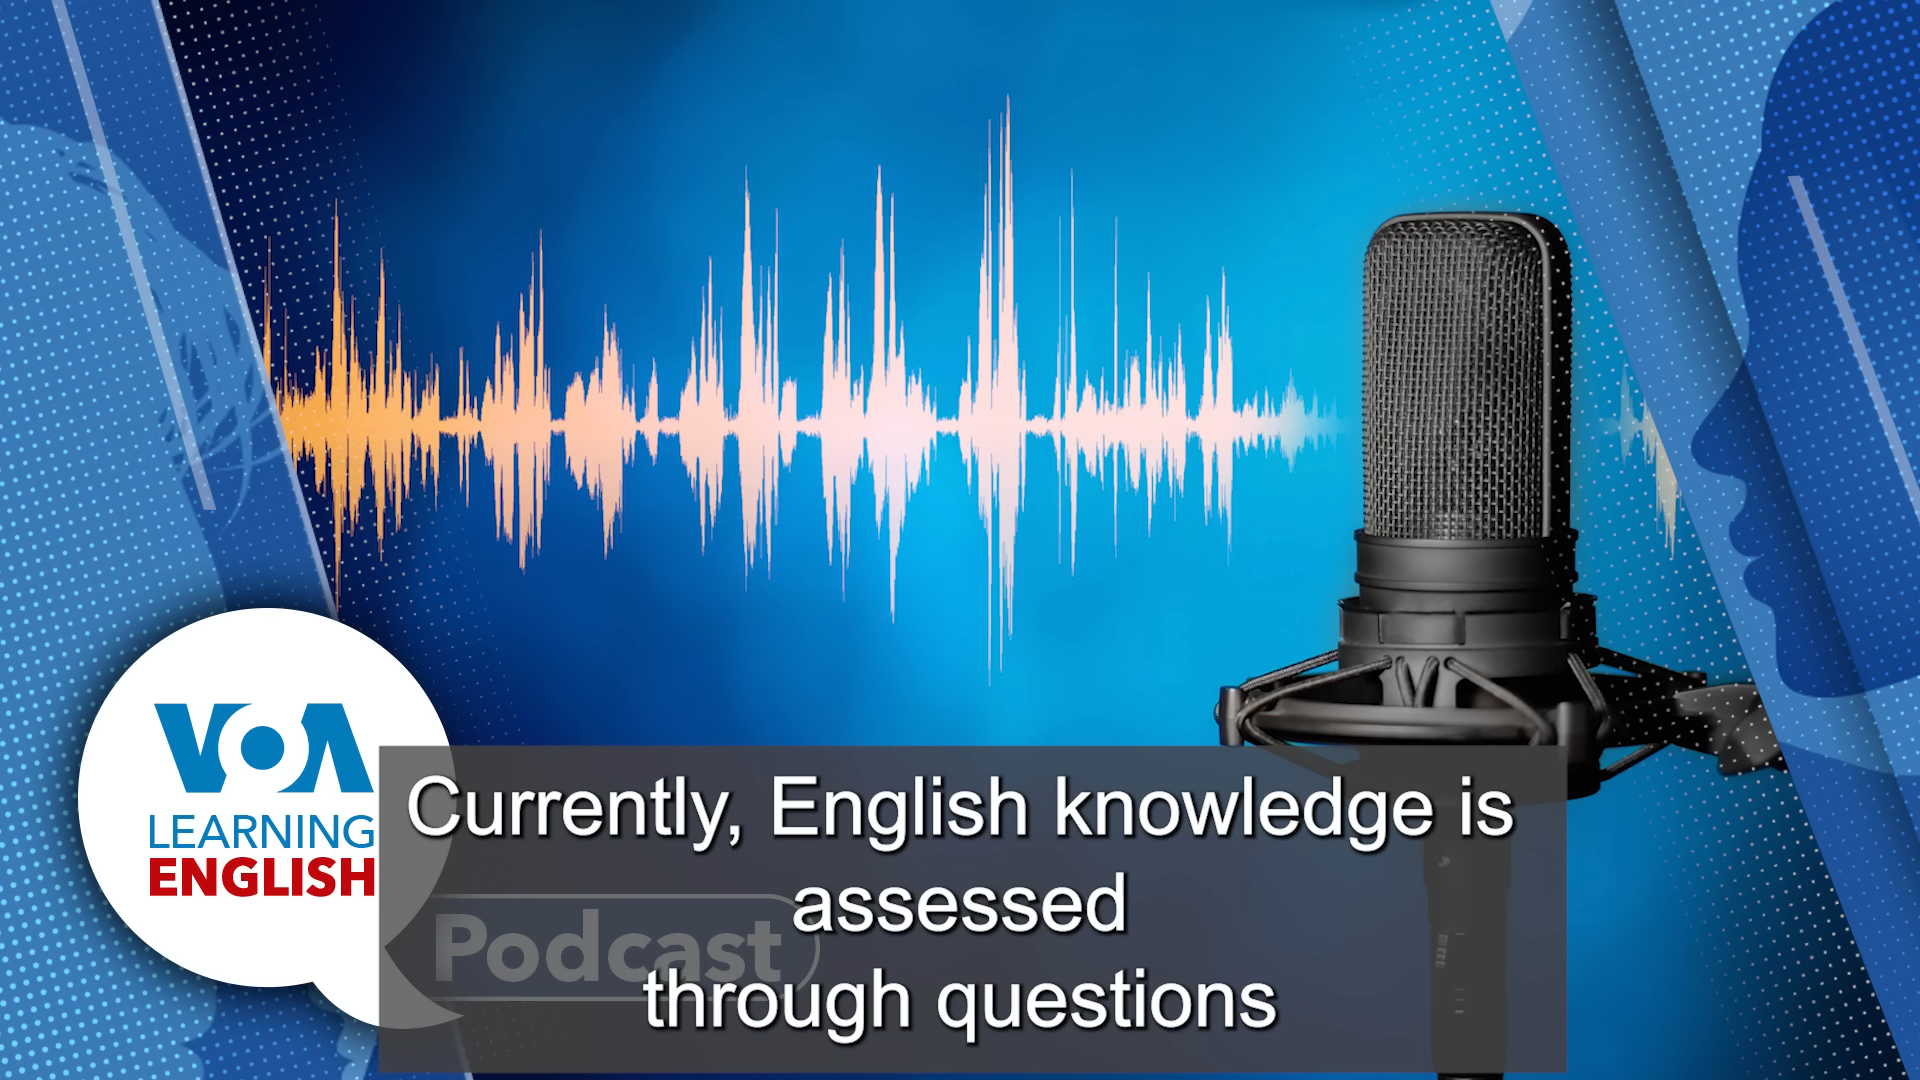 VOA
LEARNING
ENGLISH
Podcast
Currently, English knowledge is
assessed
through questions